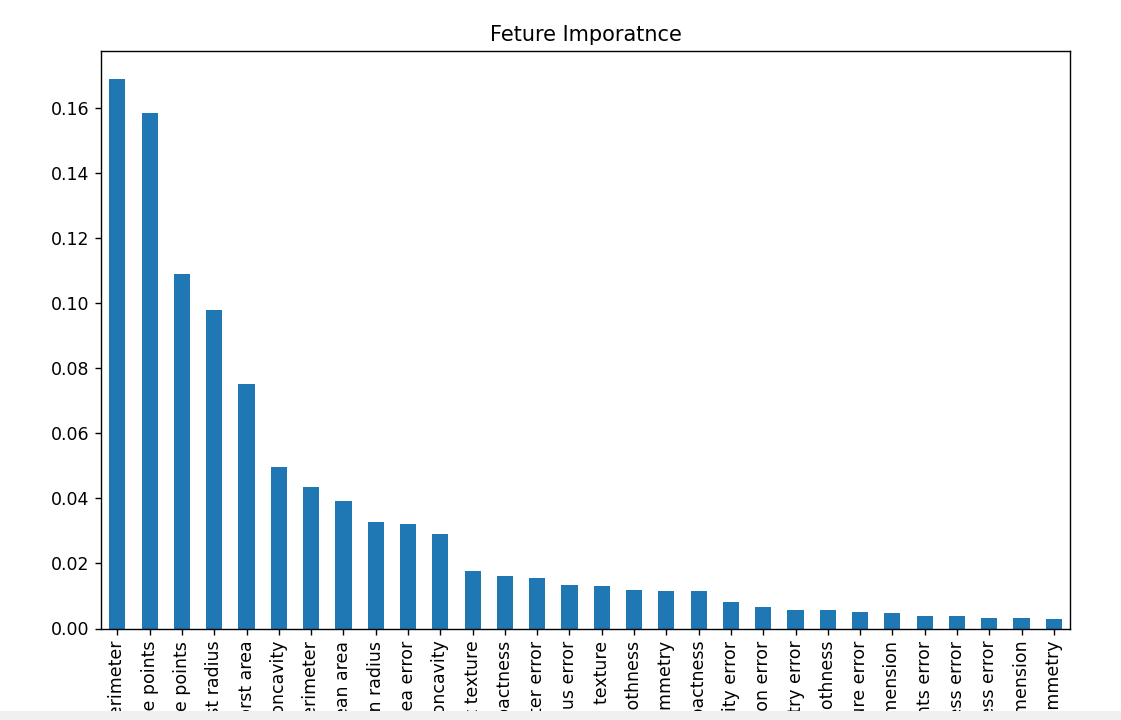 Feture Imporatnce
0.16
0.14
0.12
0.10
0.08
0.06
0.04
0.02
0.00
erimeter
e points
e points
st radius
rst area
oncavity
erimeter
ean area
n radius
ea error
oncavity
texture
pactness
ter error
us error
texture
othness
mmetry
pactness
ity error
on error
try error
othness
ure error
mension
nts error
ess error
ess error
mension
mmetry